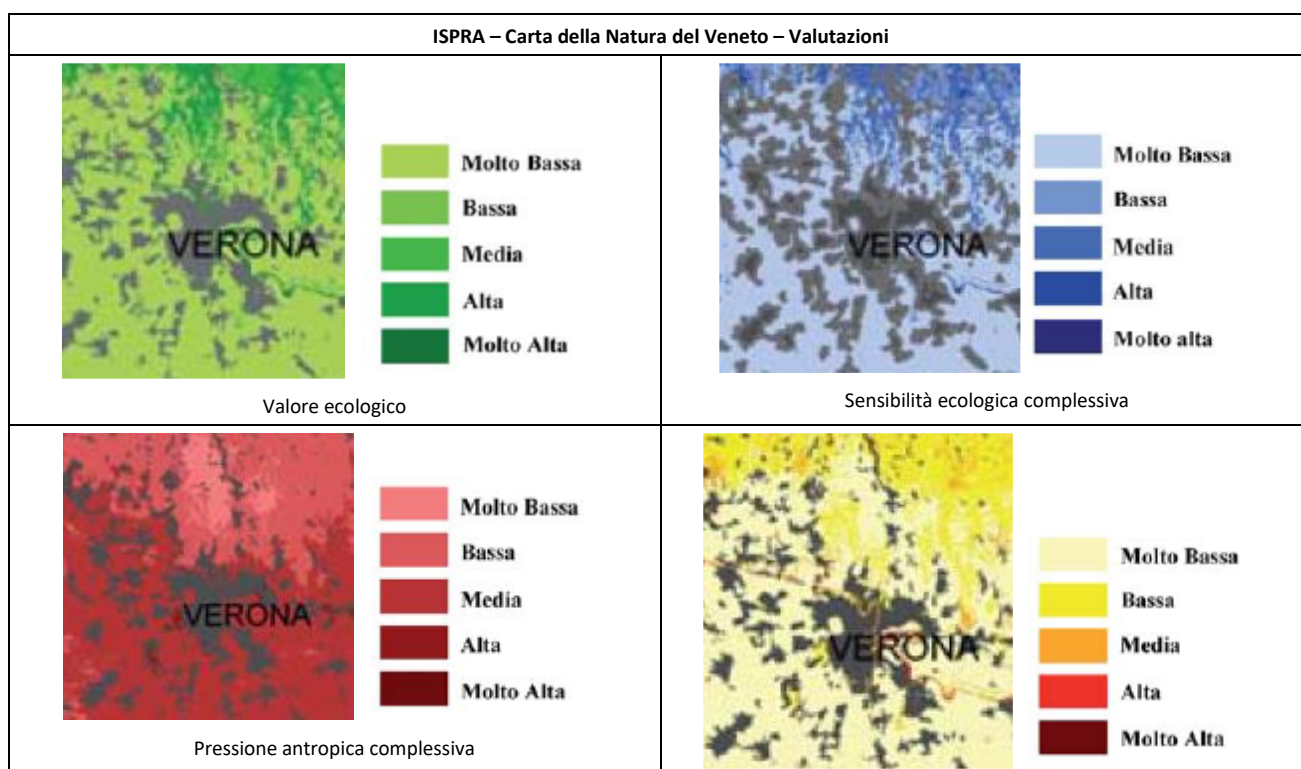 ISPRA – Carta della Natura del Veneto – Valutazioni
VERONA
Molto Bassa
Bassa
Media
Alta
Molto Alta
Valore ecologico
VERONA
Molto Bassa
Bassa
Media
Alta
Molto alta
Sensibilità ecologica complessiva
VERONA
Molto Bassa
Bassa
Media
Alta
Molto Alta
Pressione antropica complessiva
VERONA
Molto Bassa
Bassa
Media
Alta
Molto Alta